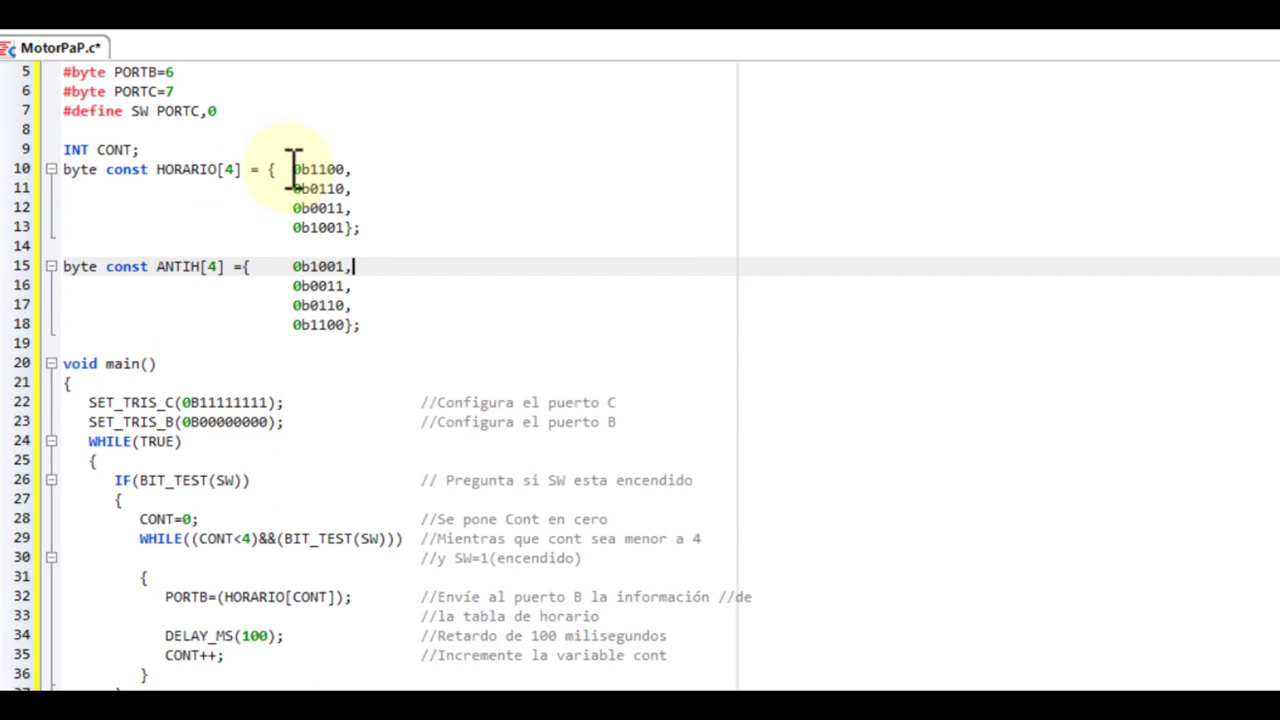 MotorPaP.c*
5 #byte PORTB=6
6 #byte PORTC=7
7 #define SW PORTC,0
8
9 INT CONT;
10 byte const HORARIO[4] = { 0b1100,
11 0b0110,
12 0b0011,
13 0b1001};
14
15 byte const ANTIH[4] ={ 0b1001,
16 0b0011,
17 0b0110,
18 0b1100};
19
20 void main()
21 {
22 SET_TRIS_C(0B11111111); //Configura el puerto C
23 SET_TRIS_B(0B00000000); //Configura el puerto B
24 WHILE(TRUE)
25 {
26 IF(BIT_TEST(SW)) // Pregunta si SW esta encendido
27 {
28 CONT=0; //Se pone Cont en cero
29 WHILE((CONT<4)&&(BIT_TEST(SW))) //Mientras que cont sea menor a 4
30 //y SW=1(encendido)
31 {
32 PORTB=(HORARIO[CONT]); //Envíe al puerto B la información //de
33 //la tabla de horario
34 DELAY_MS(100); //Retardo de 100 milisegundos
35 CONT++; //Incremente la variable cont
36 }